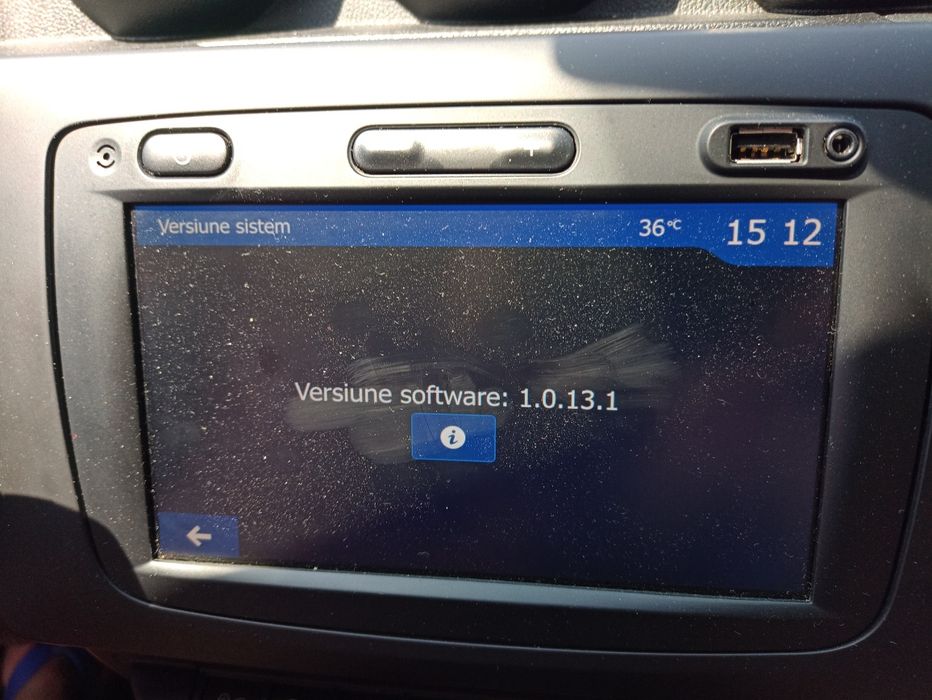 Versiune sistem 36°C 15 12
Versiune software: 1.0.13.1
i